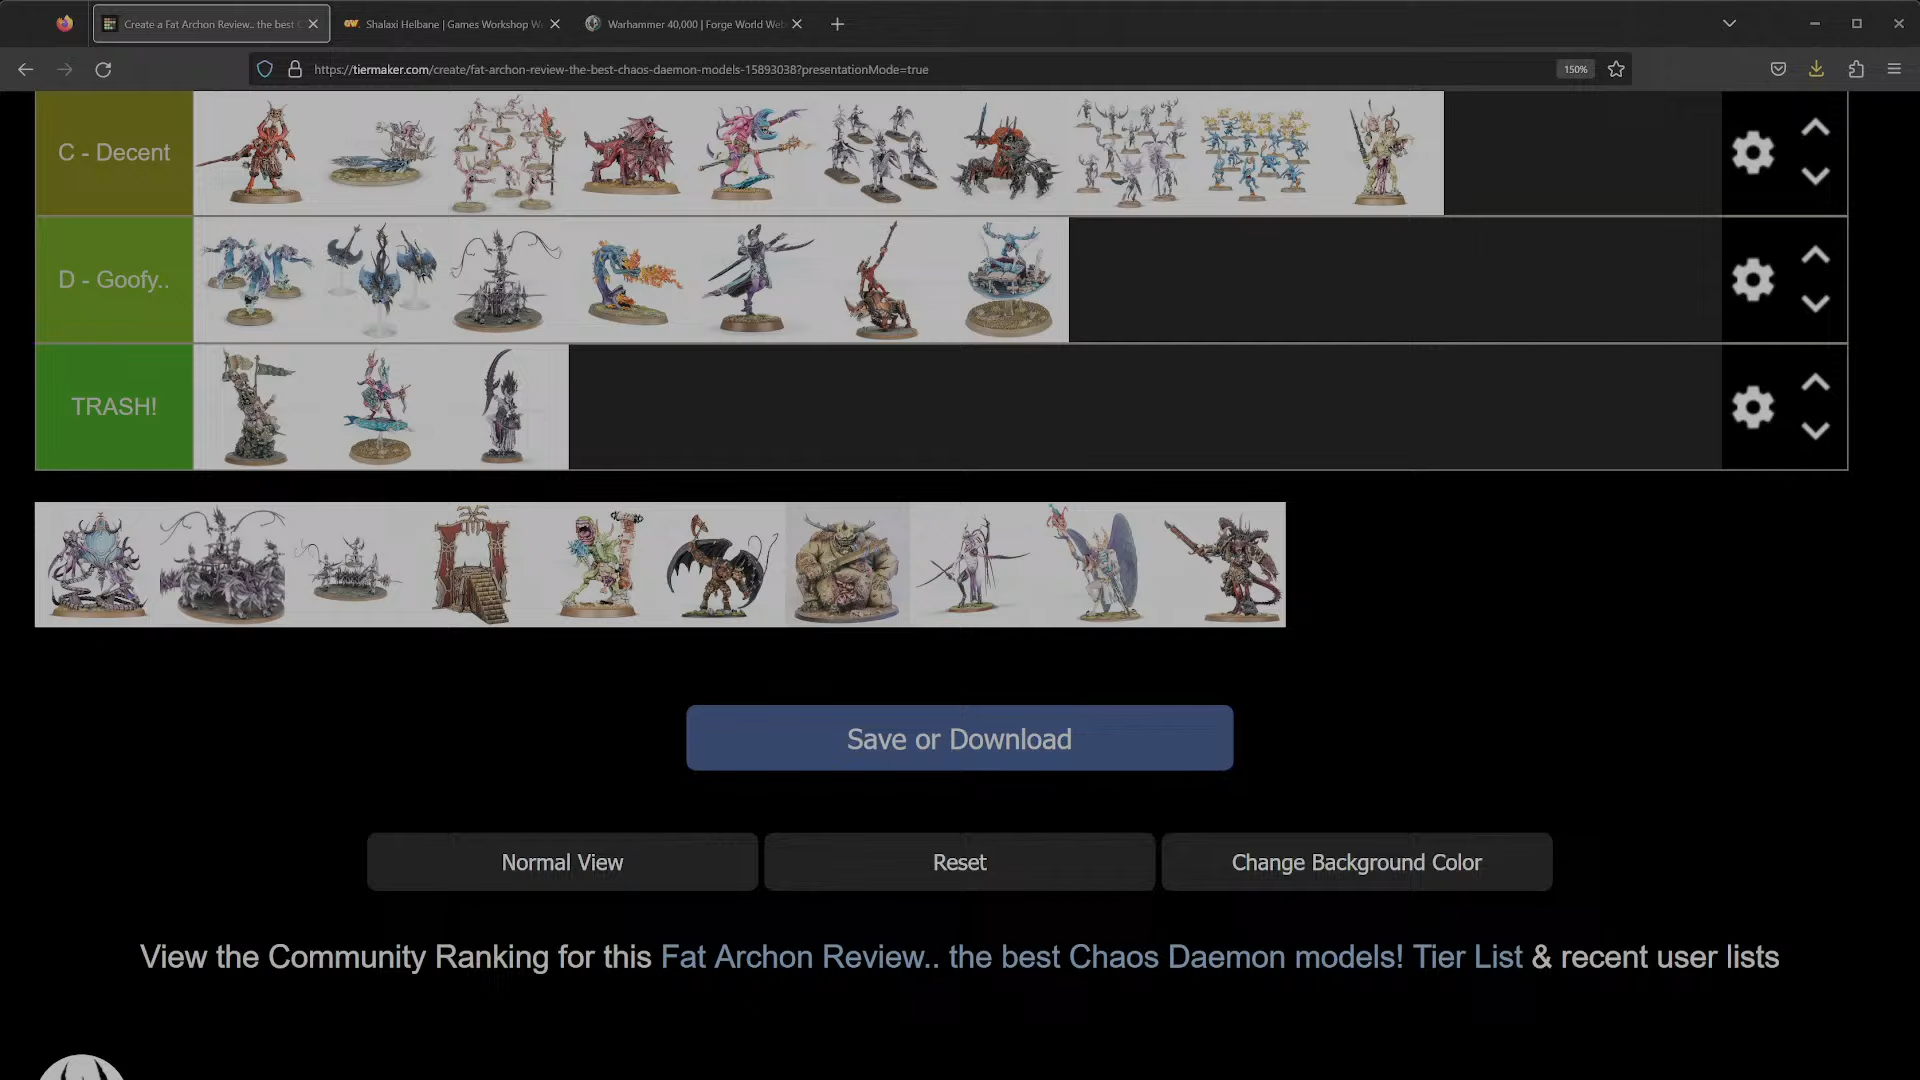 Create a Fat Archon Review.. the best C
Shalaxi Helbane | Games Workshop We
Warhammer 40,000 | Forge World Web
https://tiermaker.com/create/fat-archon-review-the-best-chaos-daemon-models-15893038?presentationMode=true
150%
C - Decent
D - Goofy..
TRASH!
Save or Download
Normal View
Reset
Change Background Color
View the Community Ranking for this Fat Archon Review.. the best Chaos Daemon models! Tier List & recent user lists